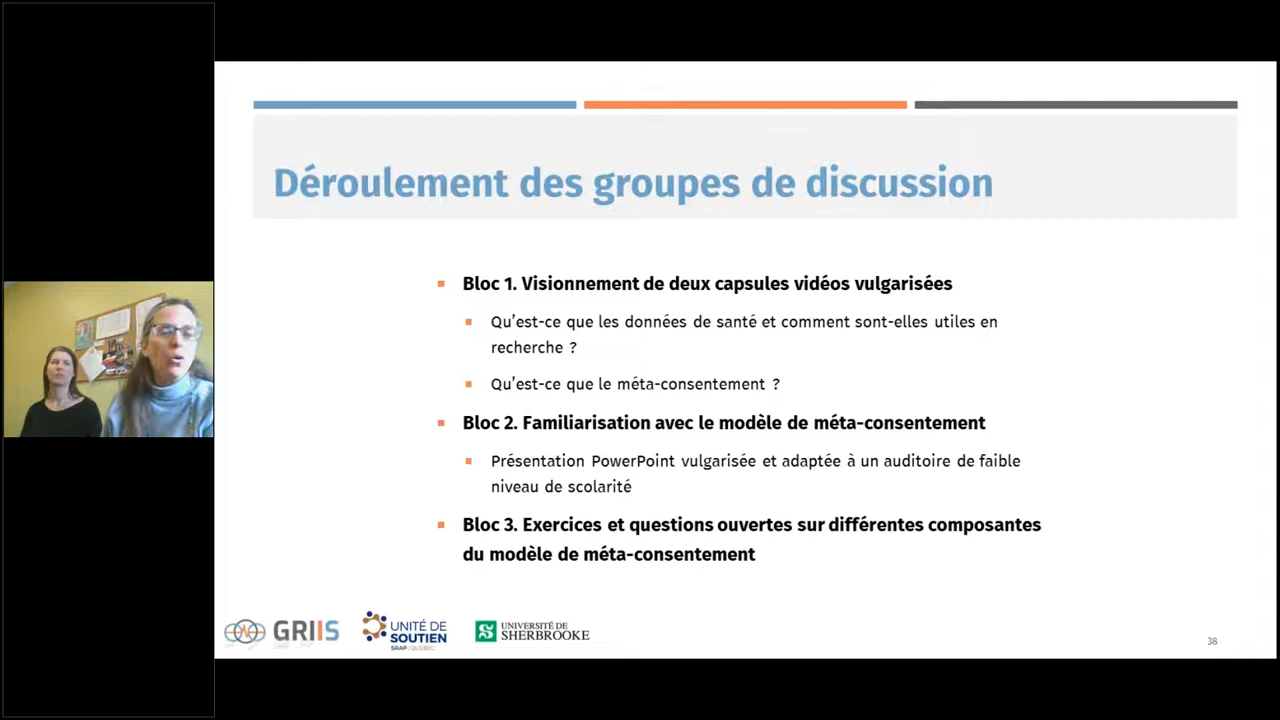 Déroulement des groupes de discussion
Bloc 1. Visionnement de deux capsules vidéos vulgarisées
Qu’est-ce que les données de santé et comment sont-elles utiles en
recherche ?
Qu’est-ce que le méta-consentement ?
Bloc 2. Familiarisation avec le modèle de méta-consentement
Présentation PowerPoint vulgarisée et adaptée à un auditoire de faible
niveau de scolarité
Bloc 3. Exercices et questions ouvertes sur différentes composantes
du modèle de méta-consentement
GRIIS
UNITÉ DE
SOUTIEN
SRAP QUÉBEC
UNIVERSITÉ DE
SHERBROOKE
38